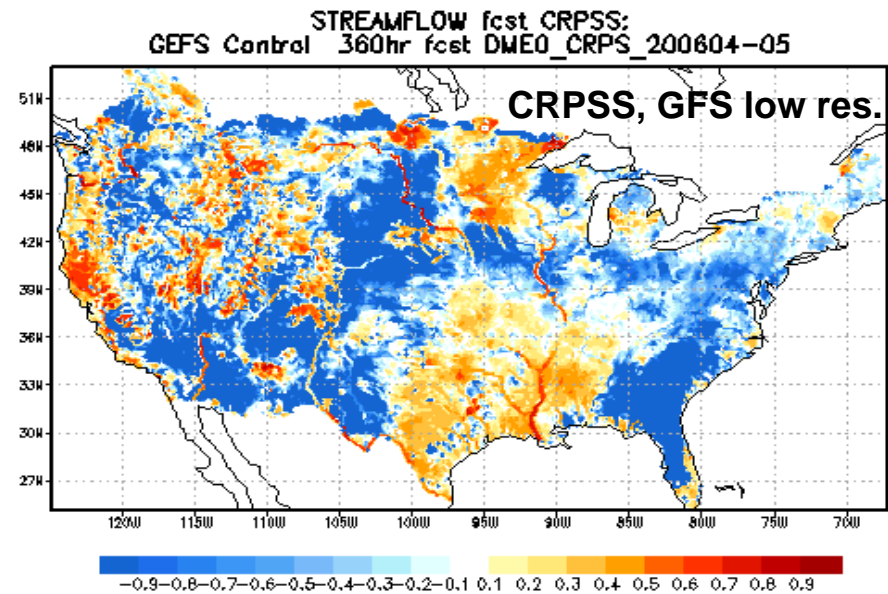 STREAMFLOW fcst CRPSS:
GEFS Control 360hr fcst DME0_CRPS_200604-05
CRPSS, GFS low res.
51N
48N
45N
42N
39N
36N
33N
30N
27N
120W 115W 110W 105W 100W 95W 90W 85W 80W 75W 70W
-0.9-0.8-0.7-0.6-0.5-0.4-0.3-0.2-0.1 0.1 0.2 0.3 0.4 0.5 0.6 0.7 0.8 0.9